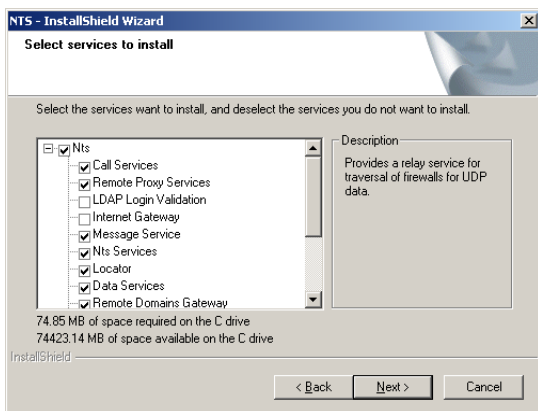 NTS - InstallShield Wizard
Select services to install
Select the services want to install, and deselect the services you do not want to install.
Nts
Call Services
Remote Proxy Services
LDAP Login Validation
Internet Gateway
Message Service
Nts Services
Locator
Data Services
Remote Domains Gateway
Description
Provides a relay service for
traversal of firewalls for UDP
data.
74.85 MB of space required on the C drive
74423.14 MB of space available on the C drive
InstallShield
< Back
Next >
Cancel